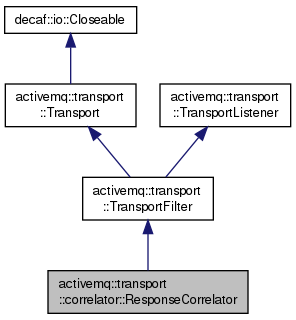 decaf::io::Closeable
activemq::transport
::Transport
activemq::transport
::TransportListener
activemq::transport
::TransportFilter
activemq::transport
::correlator::ResponseCorrelator